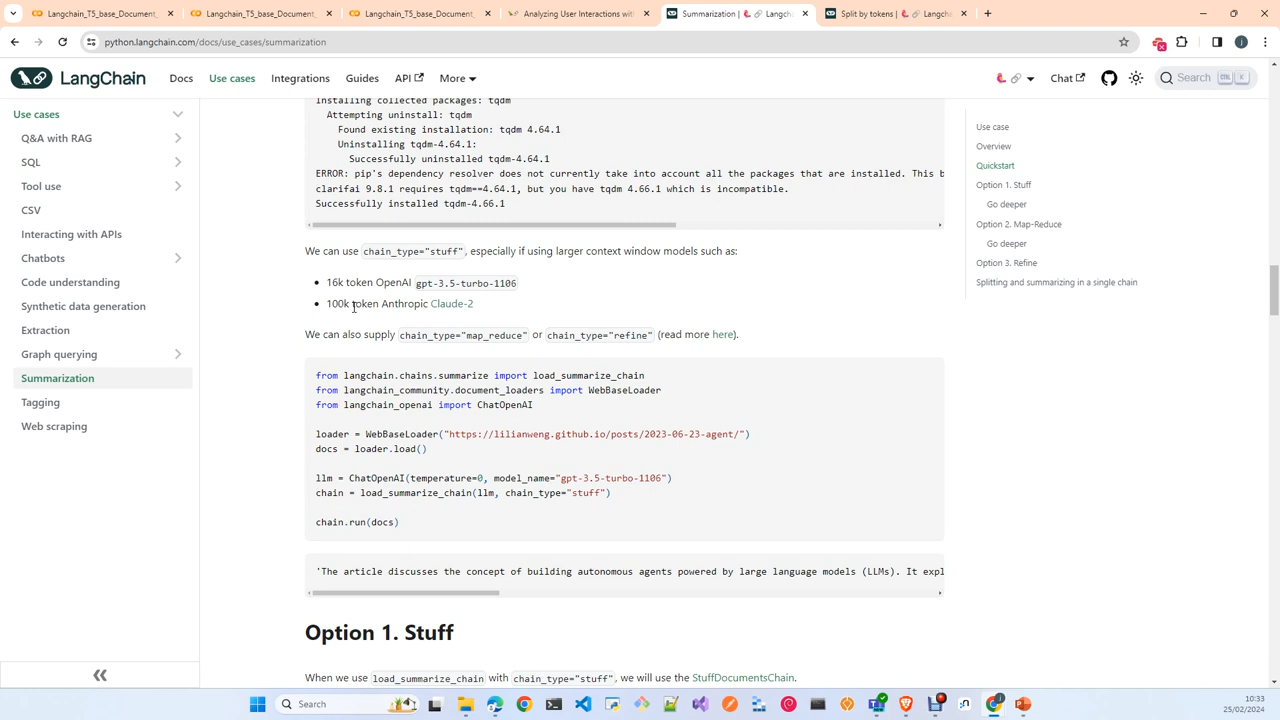 Langchain_T5_base_Document_
Langchain_T5_base_Document_
Langchain_T5_base_Document_
Analyzing User Interactions with
Summarization | 🦜️🔗 Langch
Split by tokens | 🦜️🔗 Langcha
python.langchain.com/docs/use_cases/summarization
LangChain
Docs
Use cases
Integrations
Guides
API
More
Chat
Search
Ctrl
K
Use cases
Q&A with RAG
SQL
Tool use
CSV
Interacting with APIs
Chatbots
Code understanding
Synthetic data generation
Extraction
Graph querying
Summarization
Tagging
Web scraping
Installing collected packages: tqdm
Attempting uninstall: tqdm
Found existing installation: tqdm 4.64.1
Uninstalling tqdm-4.64.1:
Successfully uninstalled tqdm-4.64.1
ERROR: pip's dependency resolver does not currently take into account all the packages that are installed. This b
clarifai 9.8.1 requires tqdm==4.64.1, but you have tqdm 4.66.1 which is incompatible.
Successfully installed tqdm-4.66.1
We can use chain_type="stuff", especially if using larger context window models such as:
• 16k token OpenAI gpt-3.5-turbo-1106
• 100k token Anthropic Claude-2
We can also supply chain_type="map_reduce" or chain_type="refine" (read more here).
from langchain.chains.summarize import load_summarize_chain
from langchain_community.document_loaders import WebBaseLoader
from langchain_openai import ChatOpenAI
loader = WebBaseLoader("https://lilianweng.github.io/posts/2023-06-23-agent/")
docs = loader.load()
llm = ChatOpenAI(temperature=0, model_name="gpt-3.5-turbo-1106")
chain = load_summarize_chain(llm, chain_type="stuff")
chain.run(docs)
'The article discusses the concept of building autonomous agents powered by large language models (LLMs). It expl
Option 1. Stuff
When we use load_summarize_chain with chain_type="stuff", we will use the StuffDocumentsChain.
Use case
Overview
Quickstart
Option 1. Stuff
Go deeper
Option 2. Map-Reduce
Go deeper
Option 3. Refine
Splitting and summarizing in a single chain
Search
10:33
25/02/2024